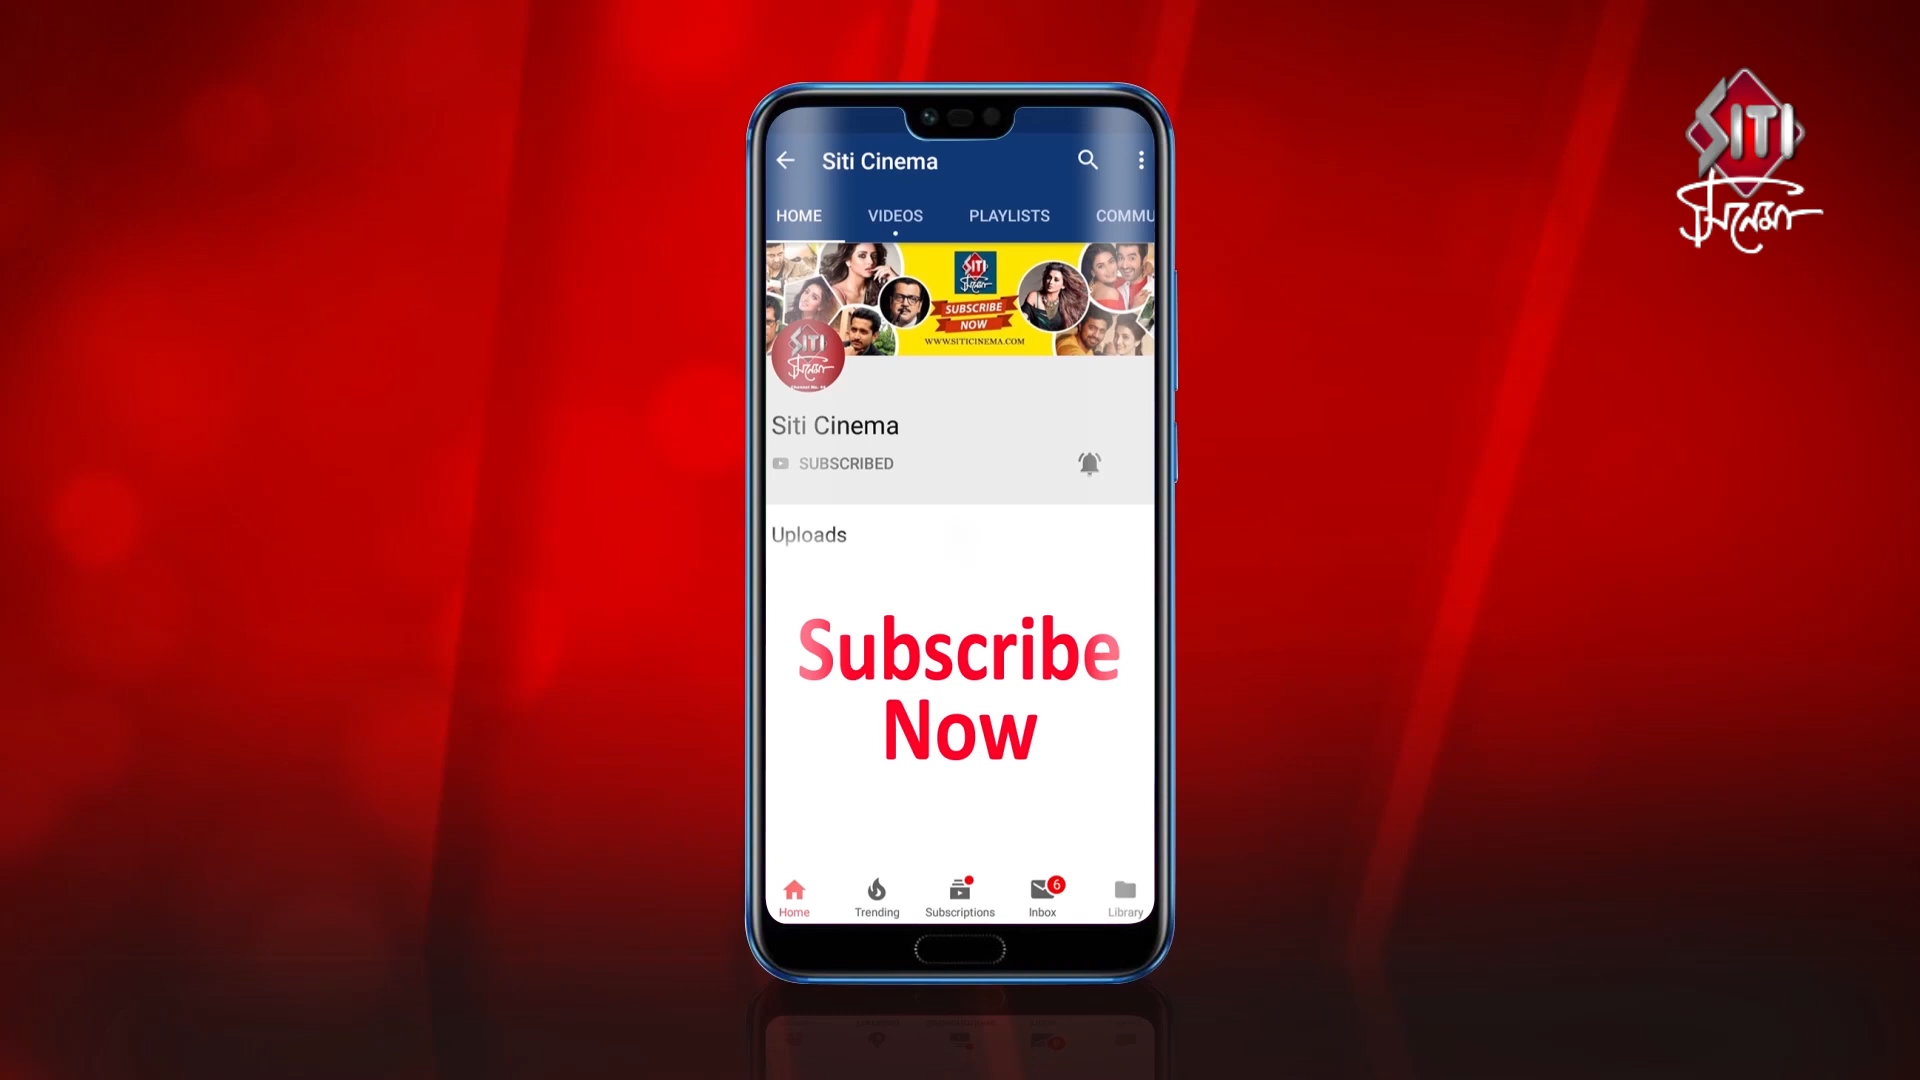 Siti Cinema
HOME VIDEOS PLAYLISTS COMMU
SITI
সিনেমা
SITI
সিনেমা
SUBSCRIBE
NOW
WWW.SITICINEMA.COM
SITI
সিনেমা
Siti Cinema
SUBSCRIBED
Uploads
Subscribe
Now
6
Home Trending Subscriptions Inbox Library